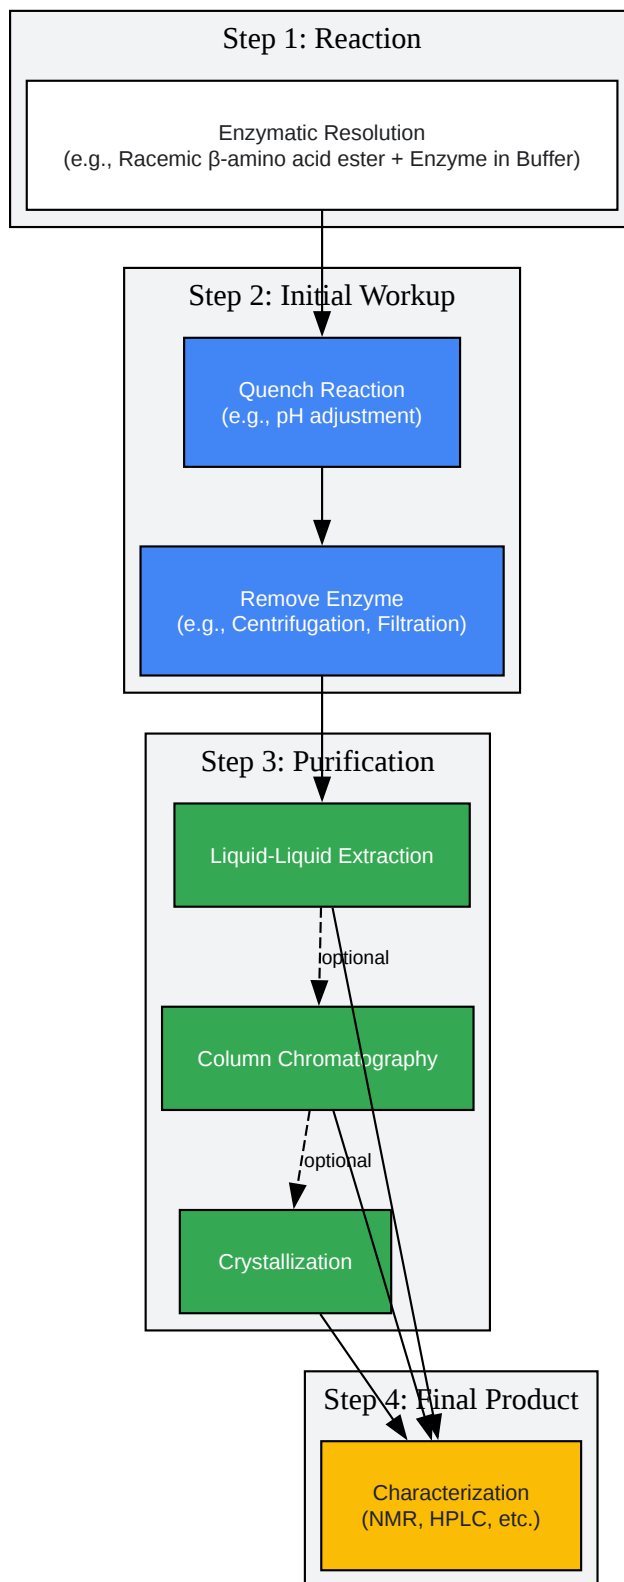 Step 1: Reaction
Enzymatic Resolution
(e.g., Racemic β-amino acid ester + Enzyme in Buffer)
Step 2: Initial Workup
Quench Reaction
(e.g., pH adjustment)
Remove Enzyme
(e.g., Centrifugation, Filtration)
Step 3: Purification
Liquid-Liquid Extraction
optional
Column Chromatography
optional
Crystallization
Step 4: Final Product
Characterization
(NMR, HPLC, etc.)